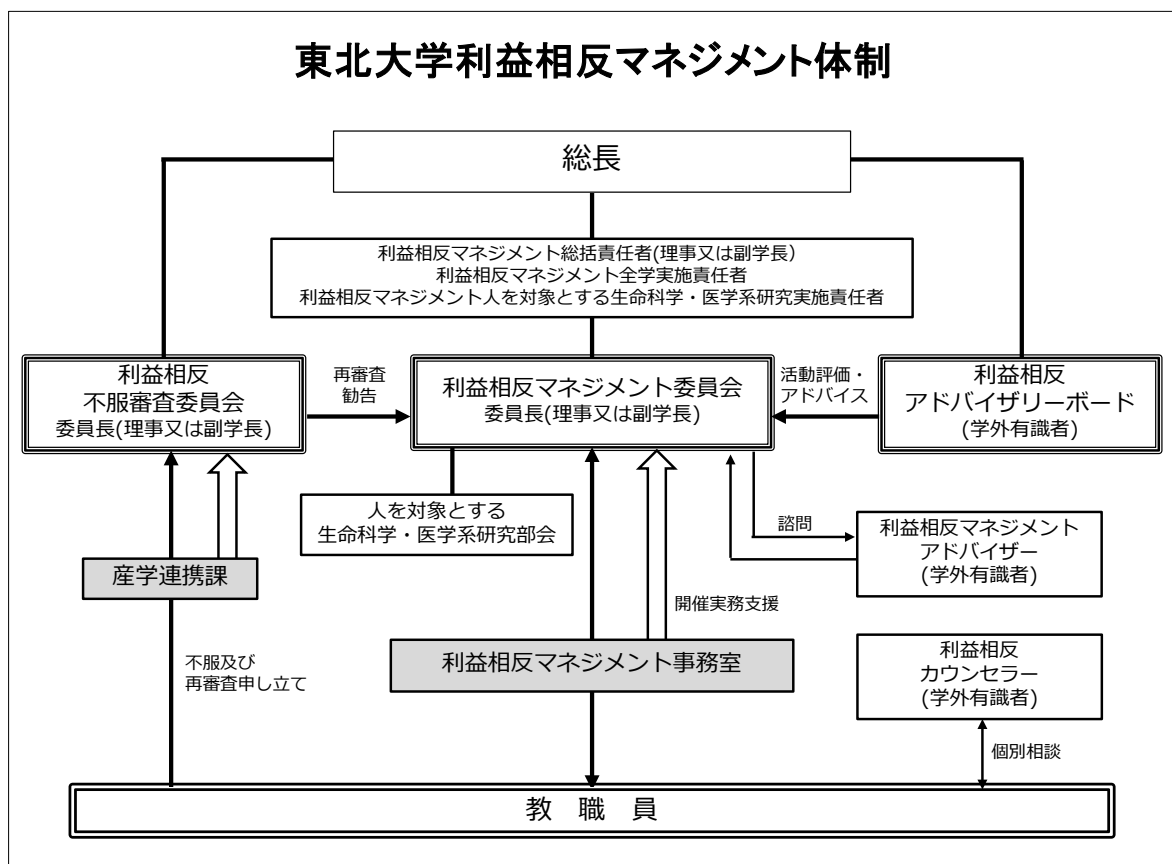 東北大学利益相反マネジメント体制
総長
利益相反マネジメント総括責任者(理事又は副学長)
利益相反マネジメント全学実施責任者
利益相反マネジメント人を対象とする生命科学・医学系研究実施責任者
利益相反
不服審査委員会
委員長(理事又は副学長)
再審査
勧告
利益相反マネジメント委員会
委員長(理事又は副学長)
活動評価・
アドバイス
利益相反
アドバイザリーボード
(学外有識者)
人を対象とする
生命科学・医学系研究部会
諮問
利益相反マネジメント
アドバイザー
(学外有識者)
産学連携課
開催実務支援
利益相反マネジメント事務室
不服及び
再審査申し立て
利益相反
カウンセラー
(学外有識者)
個別相談
教 職 員